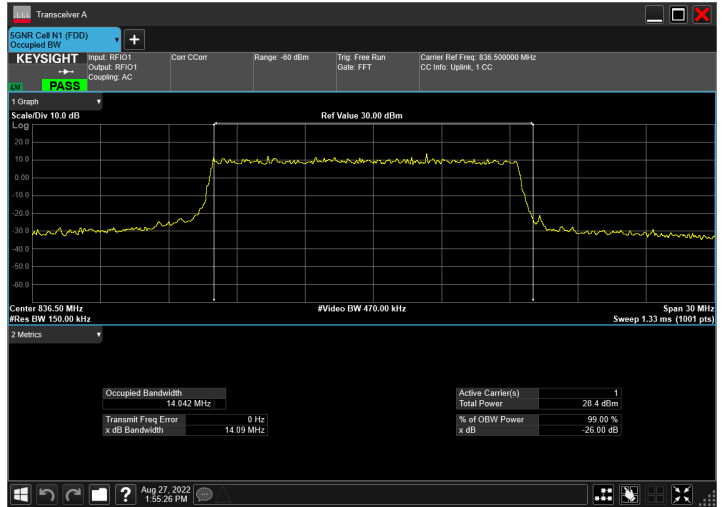 Transceiver A
5GNR Cell N1 (FDD)
Occupied BW
KEYSIGHT
Input: RFIO1
Output: RFIO1
Coupling: AC
Corr CCorr
Range: -60 dBm
Trig: Free Run
Gate: FFT
Carrier Ref Freq: 836.500000 MHz
CC Info: Uplink, 1 CC
LXI
PASS
1 Graph
Scale/Div 10.0 dB
Ref Value 30.00 dBm
Log
20.0
10.0
0.00
-10.0
-20.0
-30.0
-40.0
-50.0
-60.0
Center 836.50 MHz
#Video BW 470.00 kHz
Span 30 MHz
#Res BW 150.00 kHz
Sweep 1.33 ms (1001 pts)
2 Metrics
Occupied Bandwidth
14.042 MHz
Transmit Freq Error 0 Hz
x dB Bandwidth 14.09 MHz
Active Carrier(s) 1
Total Power 28.4 dBm
% of OBW Power 99.00 %
x dB -26.00 dB
?
Aug 27, 2022
1:55:26 PM